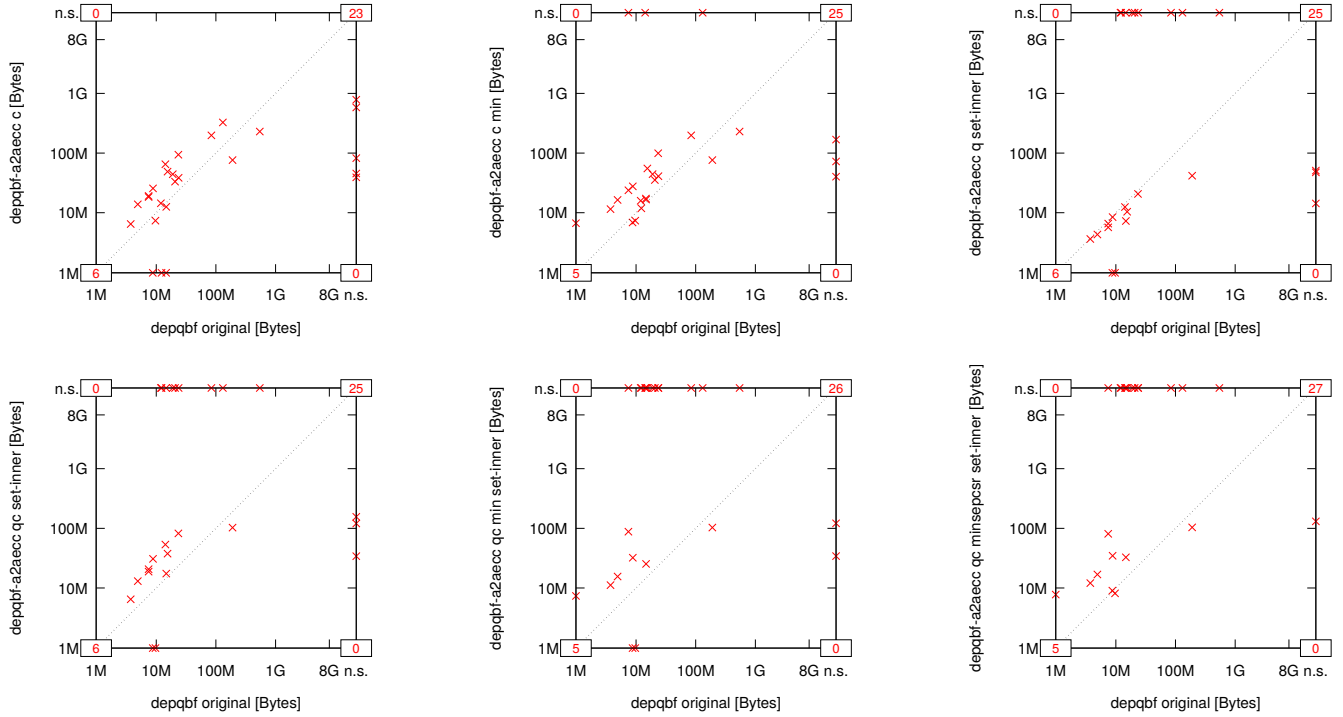 n.s. 0 23
8G
1G
100M
10M
1M 6 0
1M 10M 100M 1G 8G n.s.
depqbf original [Bytes]
depqbf-a2aecc c [Bytes]
n.s. 0 25
8G
1G
100M
10M
1M 5 0
1M 10M 100M 1G 8G n.s.
depqbf original [Bytes]
depqbf-a2aecc c min [Bytes]
n.s. 0 25
8G
1G
100M
10M
1M 6 0
1M 10M 100M 1G 8G n.s.
depqbf original [Bytes]
depqbf-a2aecc q set-inner [Bytes]
n.s. 0 25
8G
1G
100M
10M
1M 6 0
1M 10M 100M 1G 8G n.s.
depqbf original [Bytes]
depqbf-a2aecc qc set-inner [Bytes]
n.s. 0 26
8G
1G
100M
10M
1M 5 0
1M 10M 100M 1G 8G n.s.
depqbf original [Bytes]
depqbf-a2aecc qc min set-inner [Bytes]
n.s. 0 27
8G
1G
100M
10M
1M 5 0
1M 10M 100M 1G 8G n.s.
depqbf original [Bytes]
depqbf-a2aecc qc minsepcsr set-inner [Bytes]